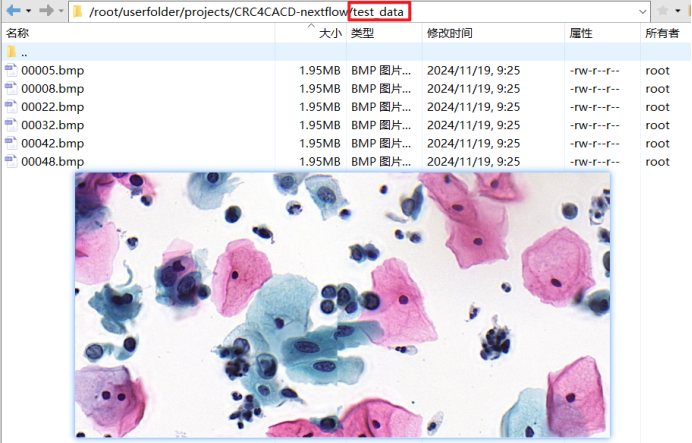 /root/userfolder/projects/CRC4CACD-nextflow/test_data
名称 大小 类型 修改时间 属性 所有者
..
00005.bmp 1.95MB BMP 图片... 2024/11/19, 9:25 -rw-r--r-- root
00008.bmp 1.95MB BMP 图片... 2024/11/19, 9:25 -rw-r--r-- root
00022.bmp 1.95MB BMP 图片... 2024/11/19, 9:25 -rw-r--r-- root
00032.bmp 1.95MB BMP 图片... 2024/11/19, 9:25 -rw-r--r-- root
00042.bmp 1.95MB BMP 图片... 2024/11/19, 9:25 -rw-r--r-- root
00048.bmp 1.95MB BMP 图片... 2024/11/19, 9:25 -rw-r--r-- root